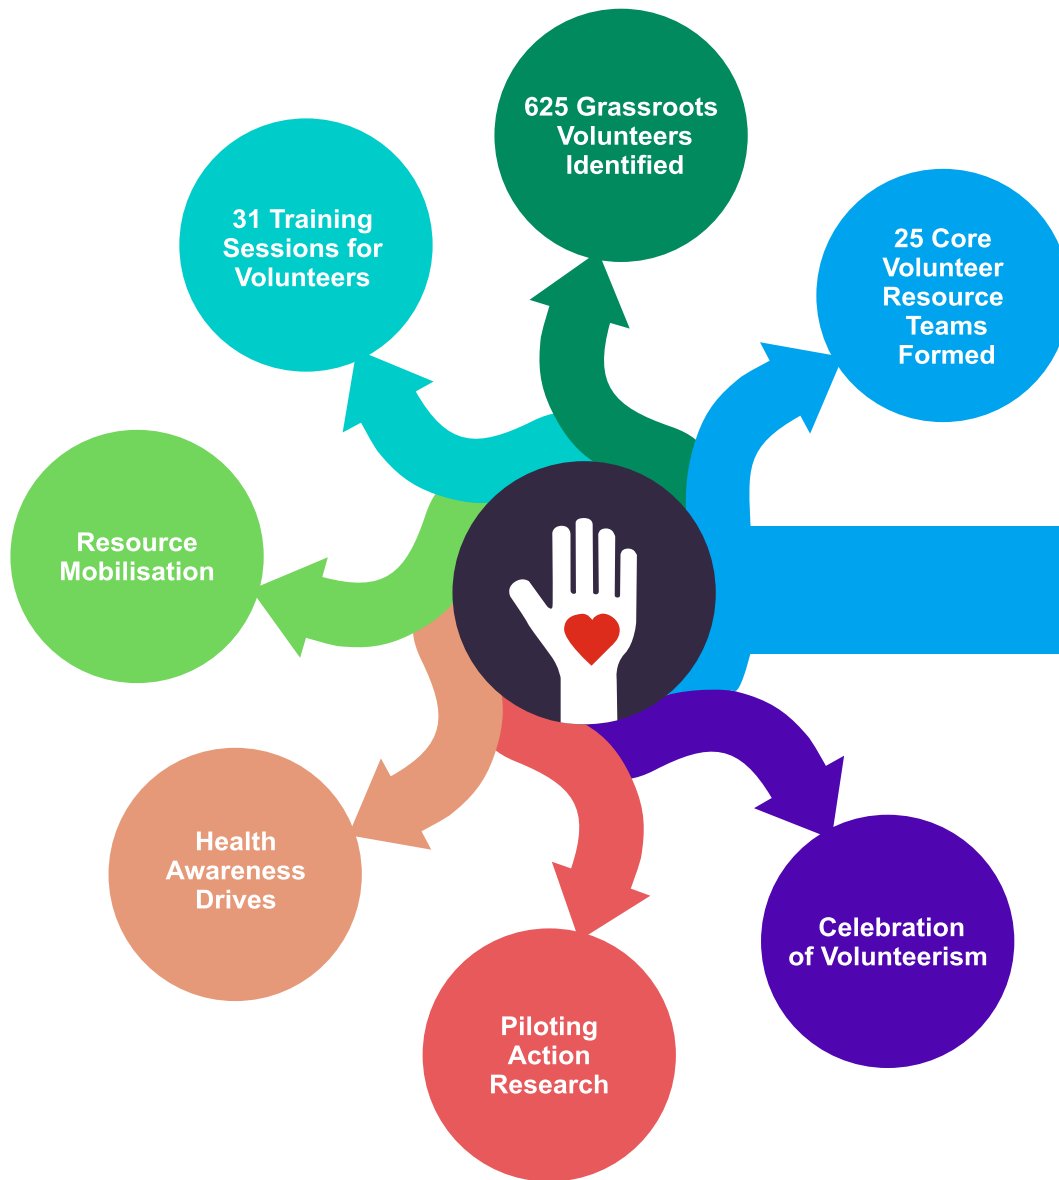 625 Grassroots
Volunteers
Identified
31 Training
Sessions for
Volunteers
25 Core
Volunteer
Resource
Teams
Formed
Resource
Mobilisation
Health
Awareness
Drives
Celebration
of Volunteerism
Piloting
Action
Research